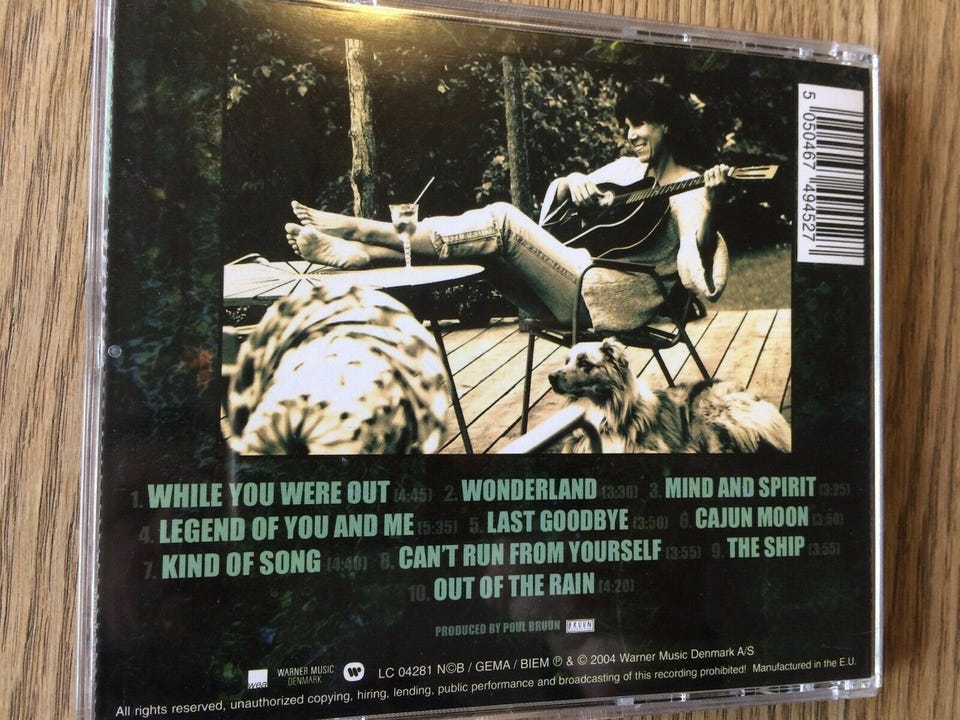 5 050467 494527
1. WHILE YOU WERE OUT (4:45) 2. WONDERLAND (3:30) 3. MIND AND SPIRIT (3:25)
4. LEGEND OF YOU AND ME (5:35) 5. LAST GOODBYE (3:50) 6. CAJUN MOON (3:50)
7. KIND OF SONG (4:40) 8. CAN'T RUN FROM YOURSELF (3:55) 9. THE SHIP (3:55)
10. OUT OF THE RAIN (4:20)
PRODUCED BY POUL BRUUN BRUUN
wea WARNER MUSIC DENMARK LC 04281 N©B / GEMA / BIEM ℗ & © 2004 Warner Music Denmark A/S
All rights reserved, unauthorized copying, hiring, lending, public performance and broadcasting of this recording prohibited! Manufactured in the E.U.